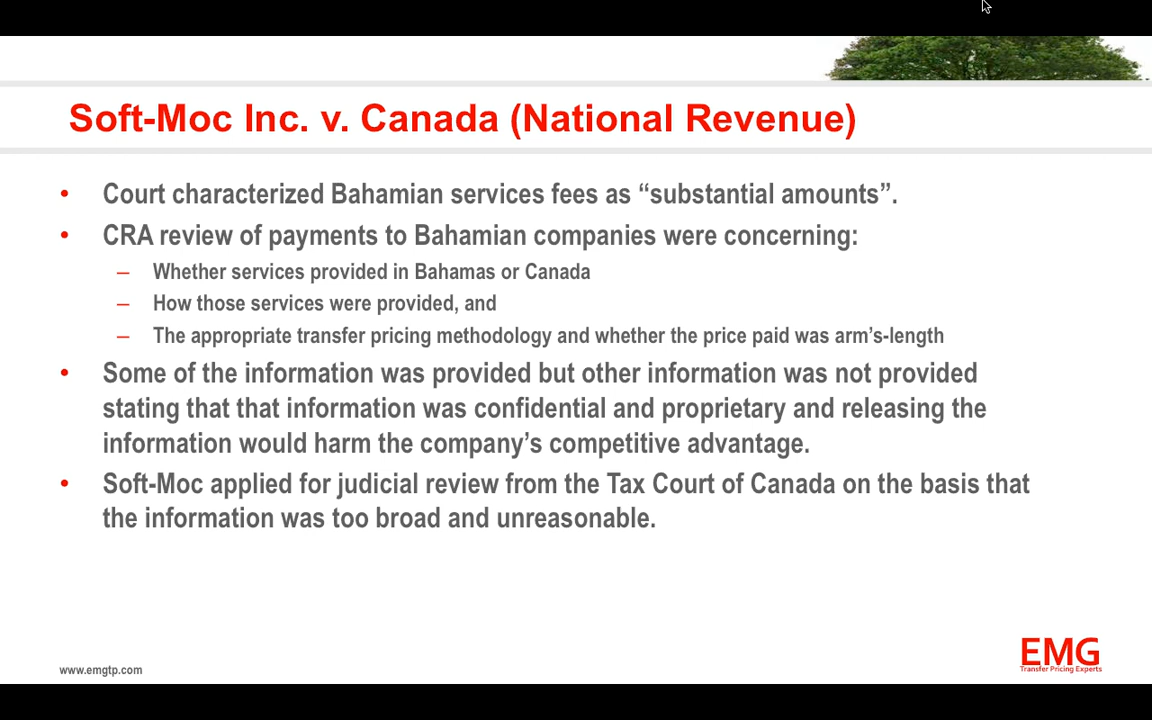 Soft-Moc Inc. v. Canada (National Revenue)
• Court characterized Bahamian services fees as “substantial amounts”.
• CRA review of payments to Bahamian companies were concerning:
– Whether services provided in Bahamas or Canada
– How those services were provided, and
– The appropriate transfer pricing methodology and whether the price paid was arm’s-length
• Some of the information was provided but other information was not provided
stating that that information was confidential and proprietary and releasing the
information would harm the company’s competitive advantage.
• Soft-Moc applied for judicial review from the Tax Court of Canada on the basis that
the information was too broad and unreasonable.
www.emgtp.com
EMG
Transfer Pricing Experts